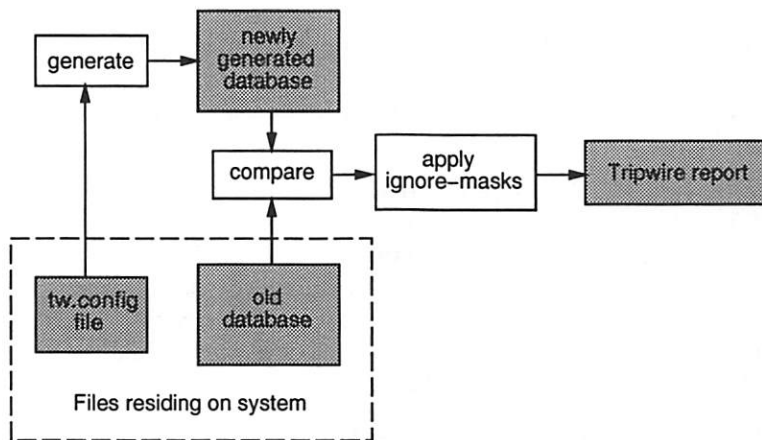 newly
generated
database
generate
compare
apply
ignore-masks
Tripwire report
tw.config
file
old
database
Files residing on system